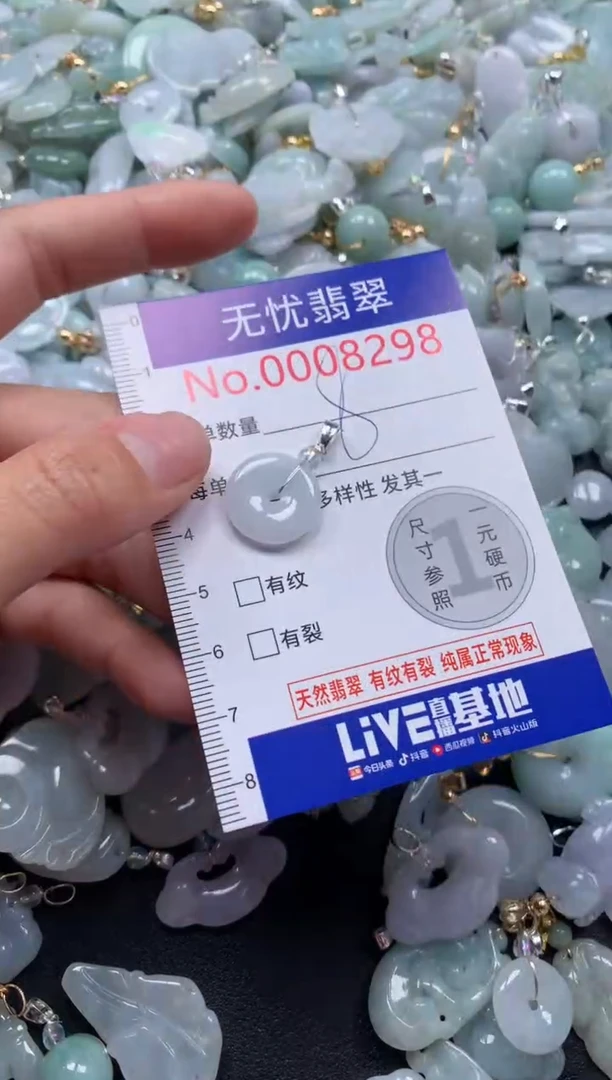 无忧翡翠
No.0008298
单数量
每单 多样性 发其一
尺寸参照
1
一元硬币
有纹
有裂
天然翡翠 有纹有裂 纯属正常现象
LiVE直播基地
今日头条 抖音 西瓜视频 抖音火山版
0
1
4
5
6
7
8